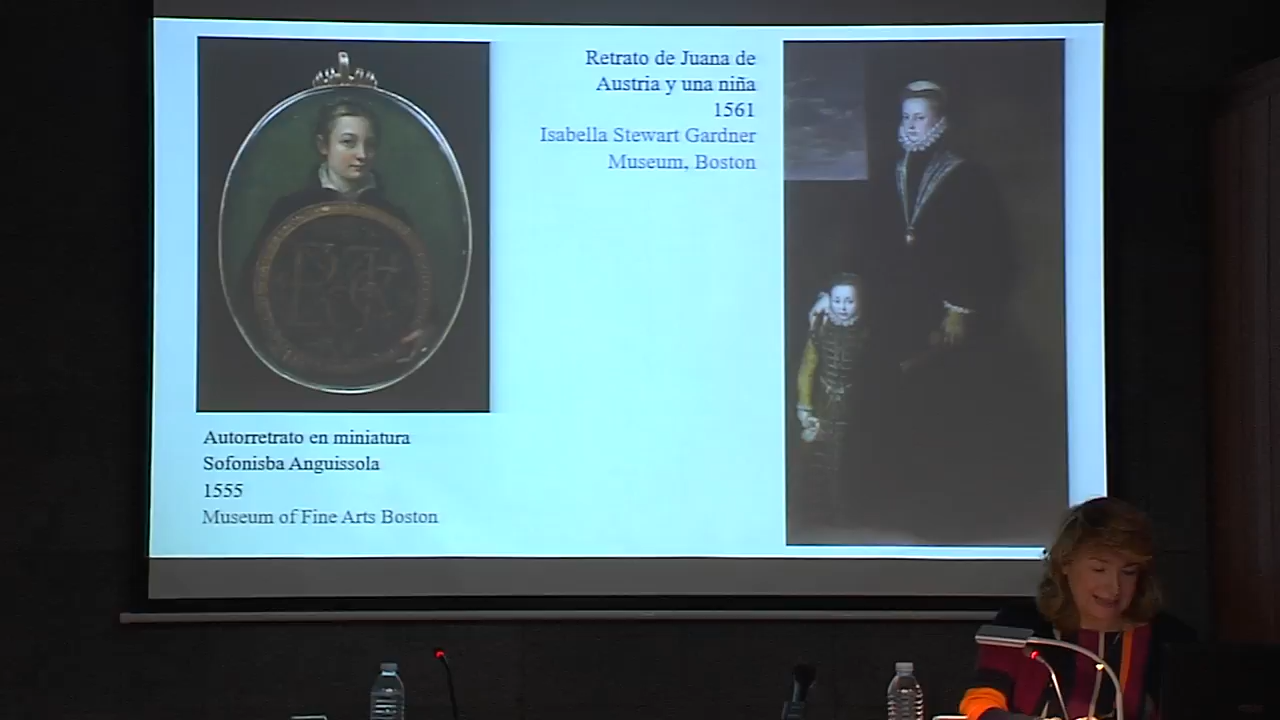 Retrato de Juana de
Austria y una niña
1561
Isabella Stewart Gardner
Museum, Boston
Autorretrato en miniatura
Sofonisba Anguissola
1555
Museum of Fine Arts Boston